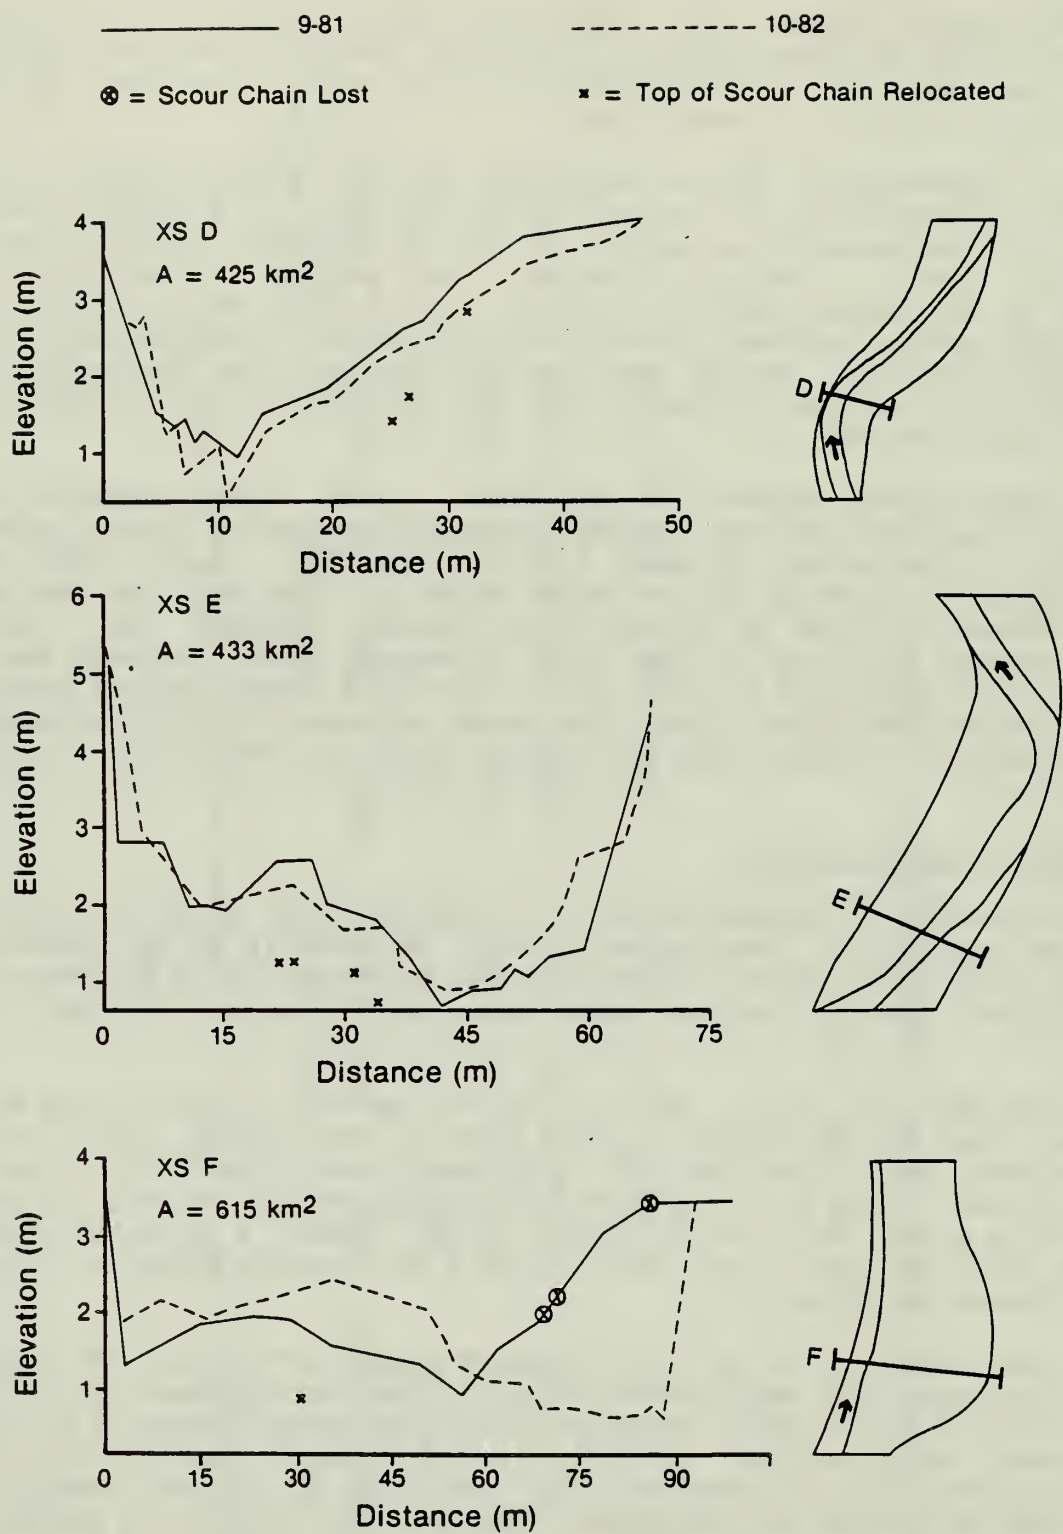 9-81
10-82
⊗ = Scour Chain Lost
× = Top of Scour Chain Relocated
XS D
A = 425 km2
Elevation (m)
4
3
2
1
0 10 20 30 40 50
Distance (m)
D
XS E
A = 433 km2
Elevation (m)
6
5
4
3
2
1
0 15 30 45 60 75
Distance (m)
E
XS F
A = 615 km2
Elevation (m)
4
3
2
1
0 15 30 45 60 75 90
Distance (m)
F